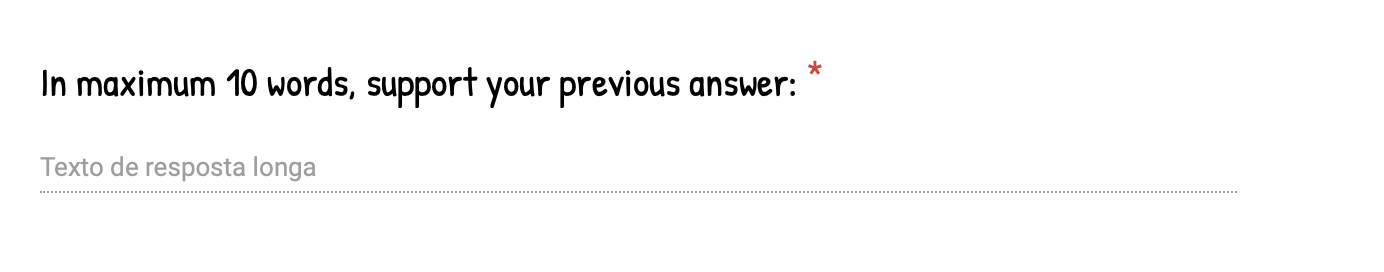 In maximum 10 words, support your previous answer: *
Texto de resposta longa